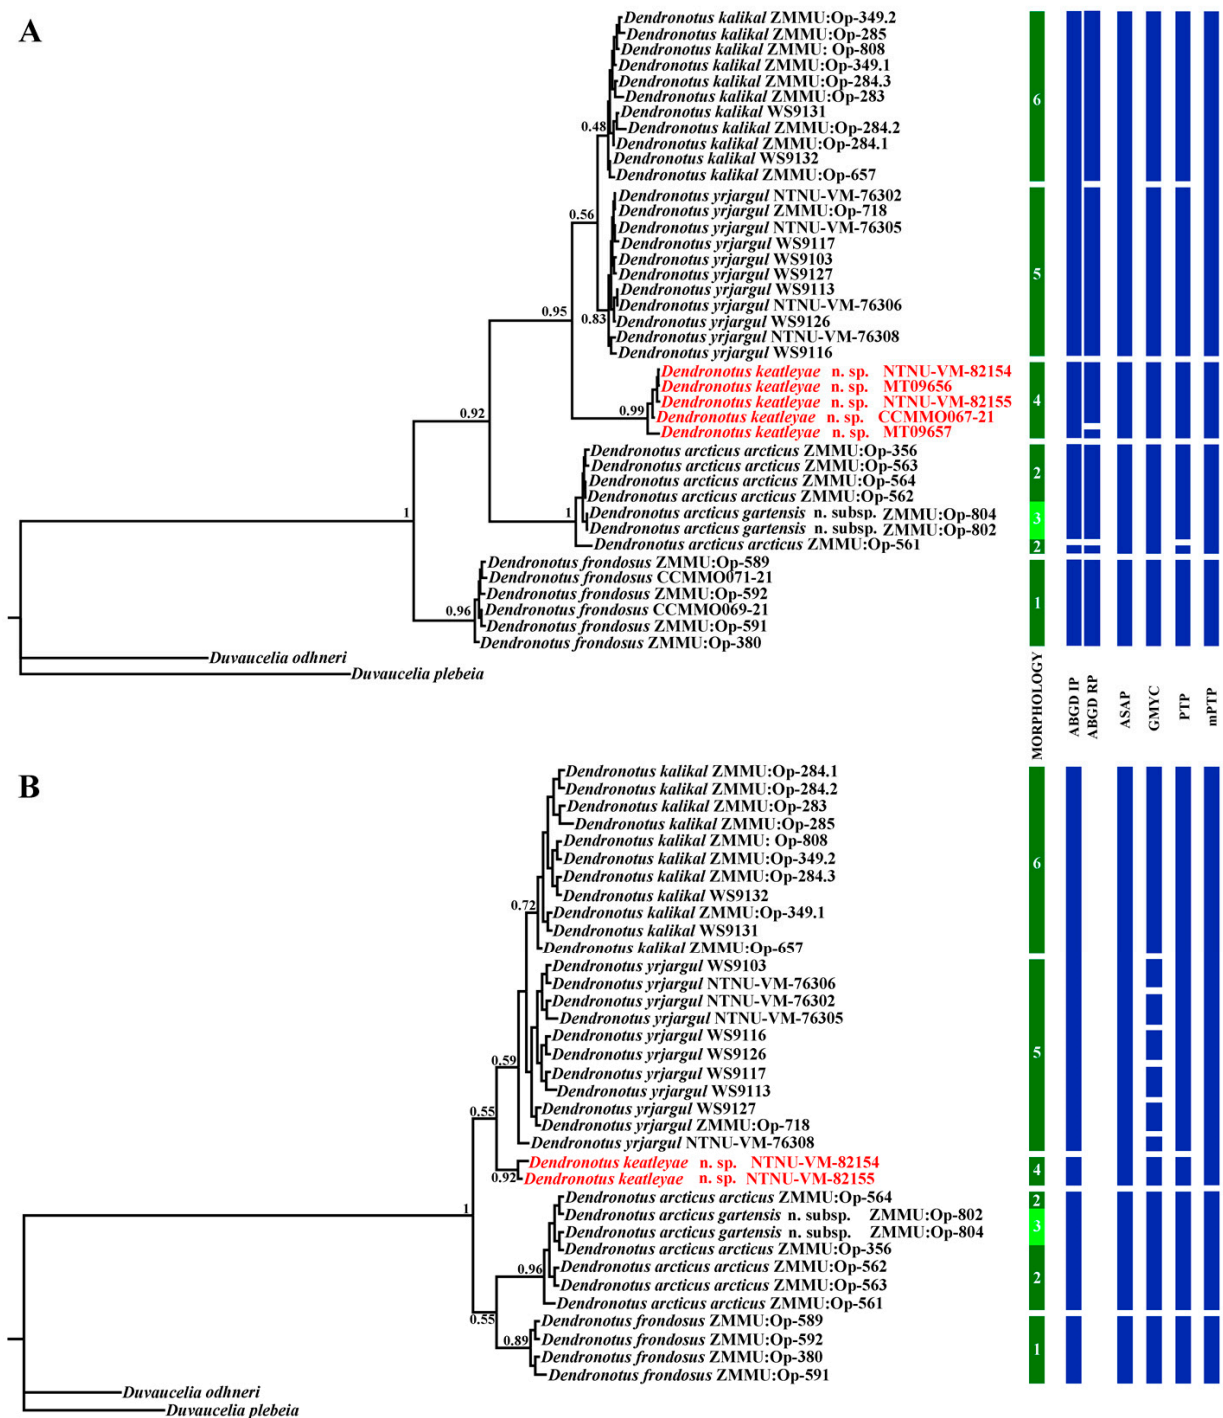 A
Dendronotus kalikal ZMMU:Op-349.2
Dendronotus kalikal ZMMU:Op-285
Dendronotus kalikal ZMMU: Op-808
Dendronotus kalikal ZMMU:Op-349.1
Dendronotus kalikal ZMMU:Op-284.3
Dendronotus kalikal ZMMU:Op-283
6
Dendronotus kalikal WS9131
0.48
Dendronotus kalikal ZMMU:Op-284.2
Dendronotus kalikal ZMMU:Op-284.1
Dendronotus kalikal WS9132
Dendronotus kalikal ZMMU:Op-657
Dendronotus yrjargul NTNU-VM-76302
0.56
Dendronotus yrjargul ZMMU:Op-718
Dendronotus yrjargul NTNU-VM-76305
Dendronotus yrjargul WS9117
Dendronotus yrjargul WS9103
Dendronotus yrjargul WS9127
5
Dendronotus yrjargul WS9113
Dendronotus yrjargul NTNU-VM-76306
0.95
0.83
Dendronotus yrjargul WS9126
Dendronotus yrjargul NTNU-VM-76308
Dendronotus yrjargul WS9116
Dendronotus keatleyae n. sp. NTNU-VM-82154
Dendronotus keatleyae n. sp. MT09656
Dendronotus keatleyae n. sp. NTNU-VM-82155
4
0.92
0.99
Dendronotus keatleyae n. sp. CCMMO067-21
Dendronotus keatleyae n. sp. MT09657
Dendronotus arcticus arcticus ZMMU:Op-356
Dendronotus arcticus arcticus ZMMU:Op-563
2
Dendronotus arcticus arcticus ZMMU:Op-564
Dendronotus arcticus arcticus ZMMU:Op-562
1
1
Dendronotus arcticus gartensis n. subsp. ZMMU:Op-804
3
Dendronotus arcticus gartensis n. subsp. ZMMU:Op-802
Dendronotus arcticus arcticus ZMMU:Op-561
2
Dendronotus frondosus ZMMU:Op-589
Dendronotus frondosus CCMMO071-21
Dendronotus frondosus ZMMU:Op-592
0.96
Dendronotus frondosus CCMMO069-21
1
Dendronotus frondosus ZMMU:Op-591
Dendronotus frondosus ZMMU:Op-380
Duvaucelia odhneri
Duvaucelia plebeia
MORPHOLOGY
ABGD IP
ABGD RP
ASAP
GMYC
PTP
mPTP
B
Dendronotus kalikal ZMMU:Op-284.1
Dendronotus kalikal ZMMU:Op-284.2
Dendronotus kalikal ZMMU:Op-283
Dendronotus kalikal ZMMU:Op-285
Dendronotus kalikal ZMMU: Op-808
Dendronotus kalikal ZMMU:Op-349.2
6
Dendronotus kalikal ZMMU:Op-284.3
Dendronotus kalikal WS9132
0.72
Dendronotus kalikal ZMMU:Op-349.1
Dendronotus kalikal WS9131
Dendronotus kalikal ZMMU:Op-657
Dendronotus yrjargul WS9103
Dendronotus yrjargul NTNU-VM-76306
Dendronotus yrjargul NTNU-VM-76302
Dendronotus yrjargul NTNU-VM-76305
Dendronotus yrjargul WS9116
5
Dendronotus yrjargul WS9126
0.59
Dendronotus yrjargul WS9117
Dendronotus yrjargul WS9113
Dendronotus yrjargul WS9127
0.55
Dendronotus yrjargul ZMMU:Op-718
Dendronotus yrjargul NTNU-VM-76308
Dendronotus keatleyae n. sp. NTNU-VM-82154
4
0.92
Dendronotus keatleyae n. sp. NTNU-VM-82155
Dendronotus arcticus arcticus ZMMU:Op-564
2
1
Dendronotus arcticus gartensis n. subsp. ZMMU:Op-802
3
Dendronotus arcticus gartensis n. subsp. ZMMU:Op-804
Dendronotus arcticus arcticus ZMMU:Op-356
0.96
Dendronotus arcticus arcticus ZMMU:Op-562
2
Dendronotus arcticus arcticus ZMMU:Op-563
Dendronotus arcticus arcticus ZMMU:Op-561
0.55
Dendronotus frondosus ZMMU:Op-589
0.89
Dendronotus frondosus ZMMU:Op-592
1
Dendronotus frondosus ZMMU:Op-380
Dendronotus frondosus ZMMU:Op-591
Duvaucelia odhneri
Duvaucelia plebeia